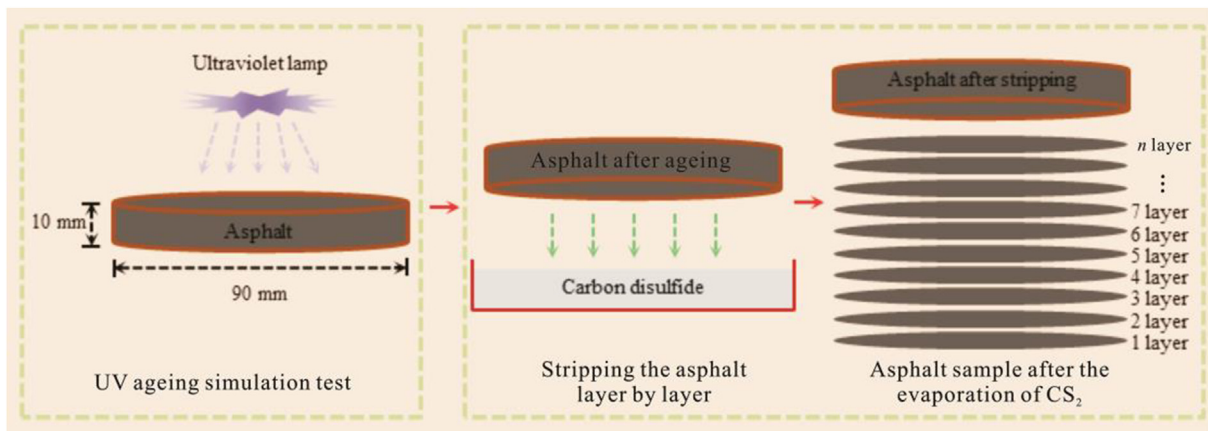 Ultraviolet lamp
10 mm
Asphalt
90 mm
UV ageing simulation test
Asphalt after ageing
Carbon disulfide
Stripping the asphalt
layer by layer
Asphalt after stripping
n layer
⋮
7 layer
6 layer
5 layer
4 layer
3 layer
2 layer
1 layer
Asphalt sample after the
evaporation of CS₂